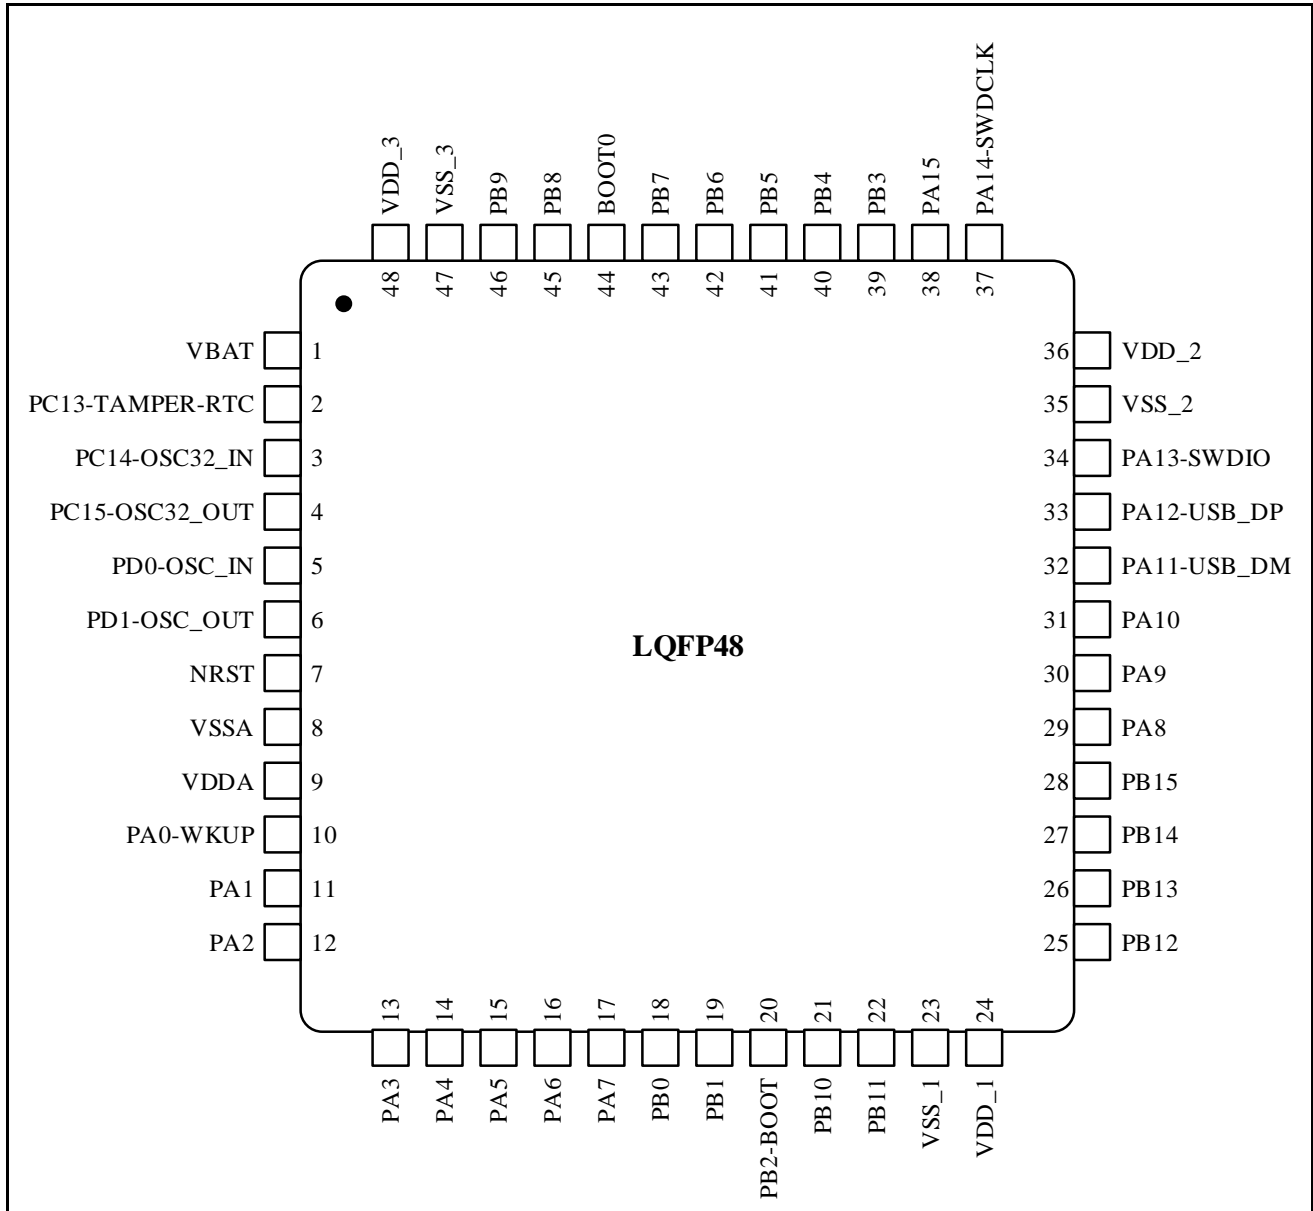 VDD_3
VSS_3
PB9
PB8
BOOT0
PB7
PB6
PB5
PB4
PB3
PA15
PA14-SWDCLK
48
47
46
45
44
43
42
41
40
39
38
37
VBAT 1
PC13-TAMPER-RTC 2
PC14-OSC32_IN 3
PC15-OSC32_OUT 4
PD0-OSC_IN 5
PD1-OSC_OUT 6
NRST 7
VSSA 8
VDDA 9
PA0-WKUP 10
PA1 11
PA2 12
LQFP48
36 VDD_2
35 VSS_2
34 PA13-SWDIO
33 PA12-USB_DP
32 PA11-USB_DM
31 PA10
30 PA9
29 PA8
28 PB15
27 PB14
26 PB13
25 PB12
13
14
15
16
17
18
19
20
21
22
23
24
PA3
PA4
PA5
PA6
PA7
PB0
PB1
PB2-BOOT
PB10
PB11
VSS_1
VDD_1